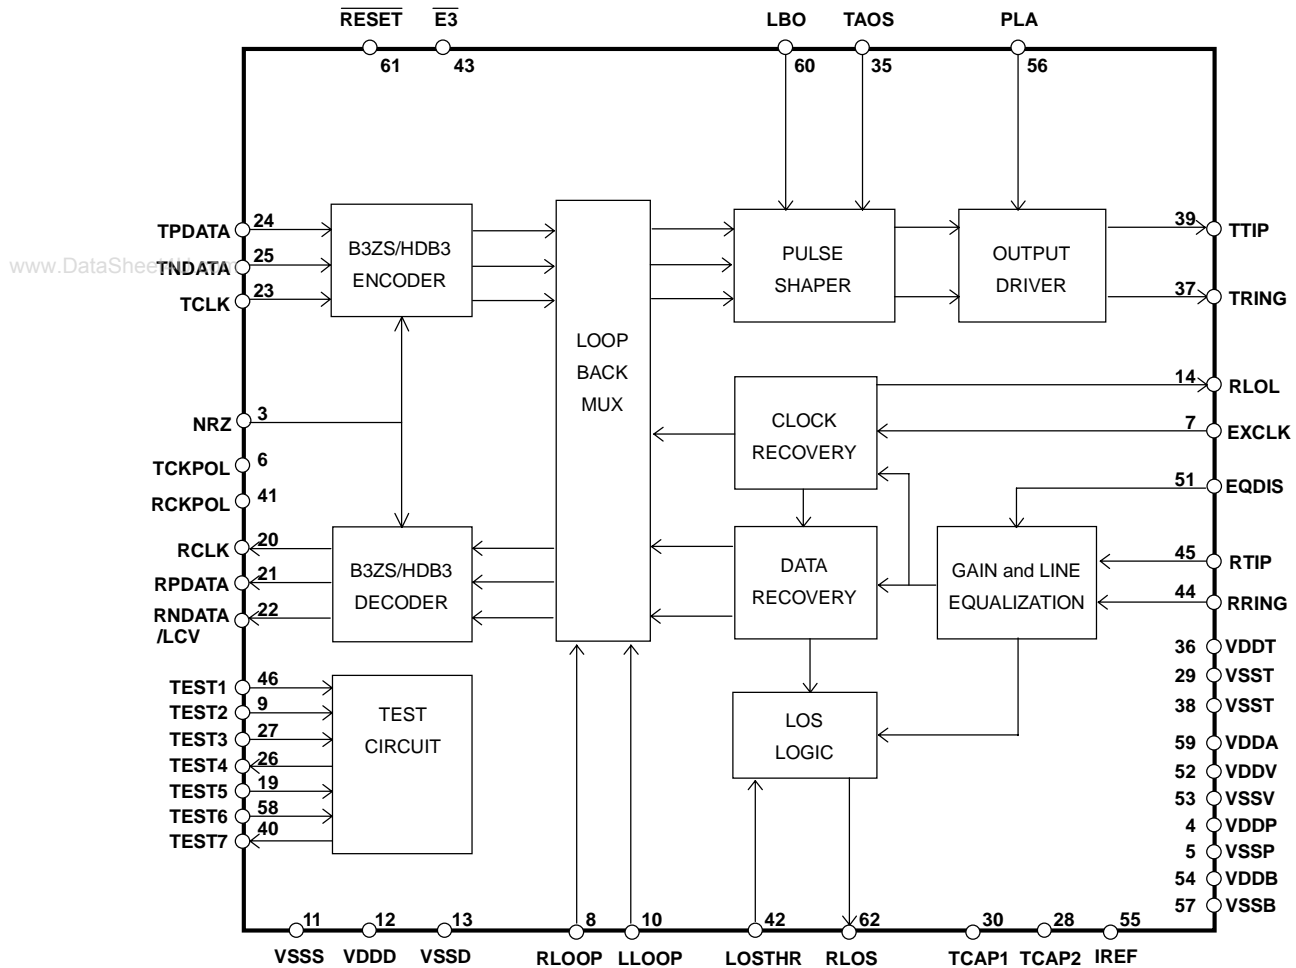 RESET E3 LBO TAOS PLA
61 43 60 35 56
TPDATA 24
TNDATA 25
TCLK 23
B3ZS/HDB3
ENCODER
LOOP
BACK
MUX
PULSE
SHAPER
OUTPUT
DRIVER
39 TTIP
37 TRING
www.DataSheet4U.com
NRZ 3
TCKPOL 6
RCKPOL 41
RCLK 20
RPDATA 21
RNDATA 22
/LCV
B3ZS/HDB3
DECODER
CLOCK
RECOVERY
DATA
RECOVERY
GAIN and LINE
EQUALIZATION
14 RLOL
7 EXCLK
51 EQDIS
45 RTIP
44 RRING
36 VDDT
29 VSST
38 VSST
59 VDDA
52 VDDV
53 VSSV
4 VDDP
5 VSSP
54 VDDB
57 VSSB
TEST1 46
TEST2 9
TEST3 27
TEST4 26
TEST5 19
TEST6 58
TEST7 40
TEST
CIRCUIT
LOS
LOGIC
11 12 13 8 10 42 62 30 28 55
VSSS VDDD VSSD RLOOP LLOOP LOSTHR RLOS TCAP1 TCAP2 IREF